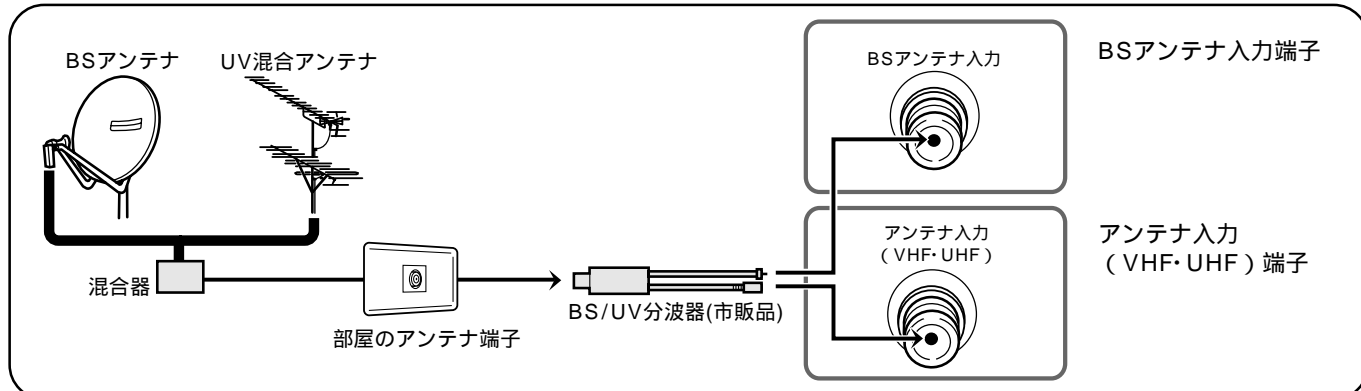 BSアンテナ
UV混合アンテナ
混合器
部屋のアンテナ端子
BS/UV分波器(市販品)
BSアンテナ入力
BSアンテナ入力端子
アンテナ入力
(VHF・UHF)
アンテナ入力
(VHF・UHF)端子